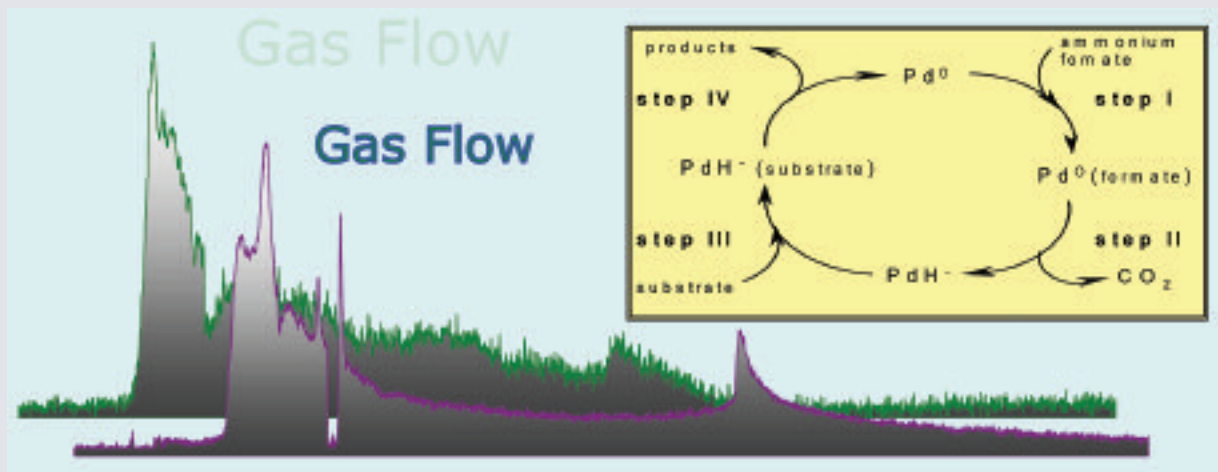 Gas Flow
Gas Flow
products
Pd⁰
ammonium
fomate
step IV
step I
PdH⁻ {substrate}
Pd⁰ (formate)
step III
step II
substrate
PdH⁻
CO₂